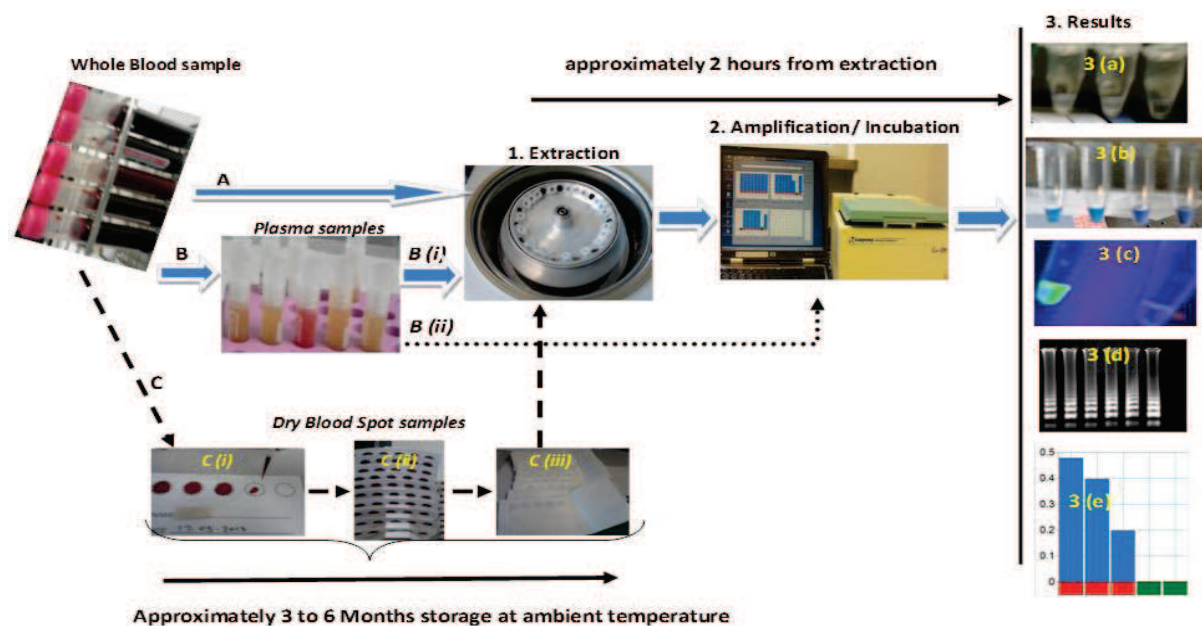 3. Results
Whole Blood sample
approximately 2 hours from extraction
3 (a)
2. Amplification/ Incubation
1. Extraction
A
3 (b)
Plasma samples
B
B (i)
3 (c)
B (ii)
C
3 (d)
Dry Blood Spot samples
C (i)
C (ii)
C (iii)
0.5
0.4
3 (e)
0.3
0.2
0.1
0
Approximately 3 to 6 Months storage at ambient temperature